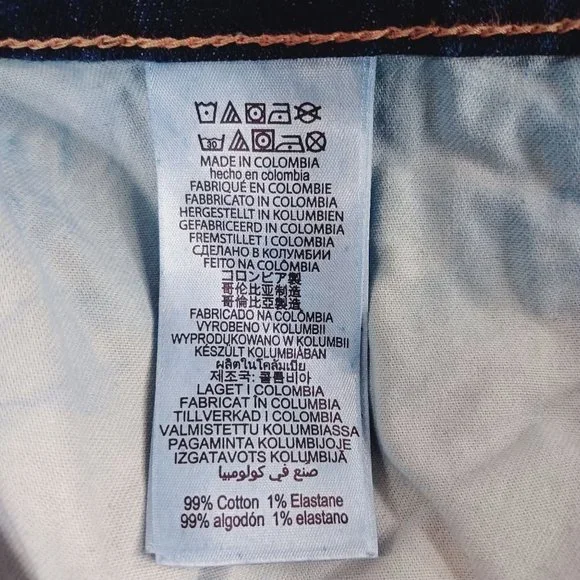 MADE IN COLOMBIA
hecho en colombia
FABRIQUÉ EN COLOMBIE
FABBRICATO IN COLOMBIA
HERGESTELLT IN KOLUMBIEN
GEFABRICEERD IN COLOMBIA
FREMSTILLET I COLOMBIA
СДЕЛАНО В КОЛУМБИИ
FEITO NA COLÔMBIA
コロンビア製
哥伦比亚制造
哥倫比亞製造
FABRICADO NA COLÔMBIA
VYROBENO V KOLUMBII
WYPRODUKOWANO W KOLUMBII
KÉSZÜLT KOLUMBIÁBAN
ผลิตในโคลัมเบีย
제조국: 콜롬비아
LAGET I COLOMBIA
FABRICAT ÎN COLUMBIA
TILLVERKAD I COLOMBIA
VALMISTETTU KOLUMBIASSA
PAGAMINTA KOLUMBIJOJE
IZGATAVOTS KOLUMBIJĀ
صنع في كولومبيا
99% Cotton 1% Elastane
99% algodón 1% elastano